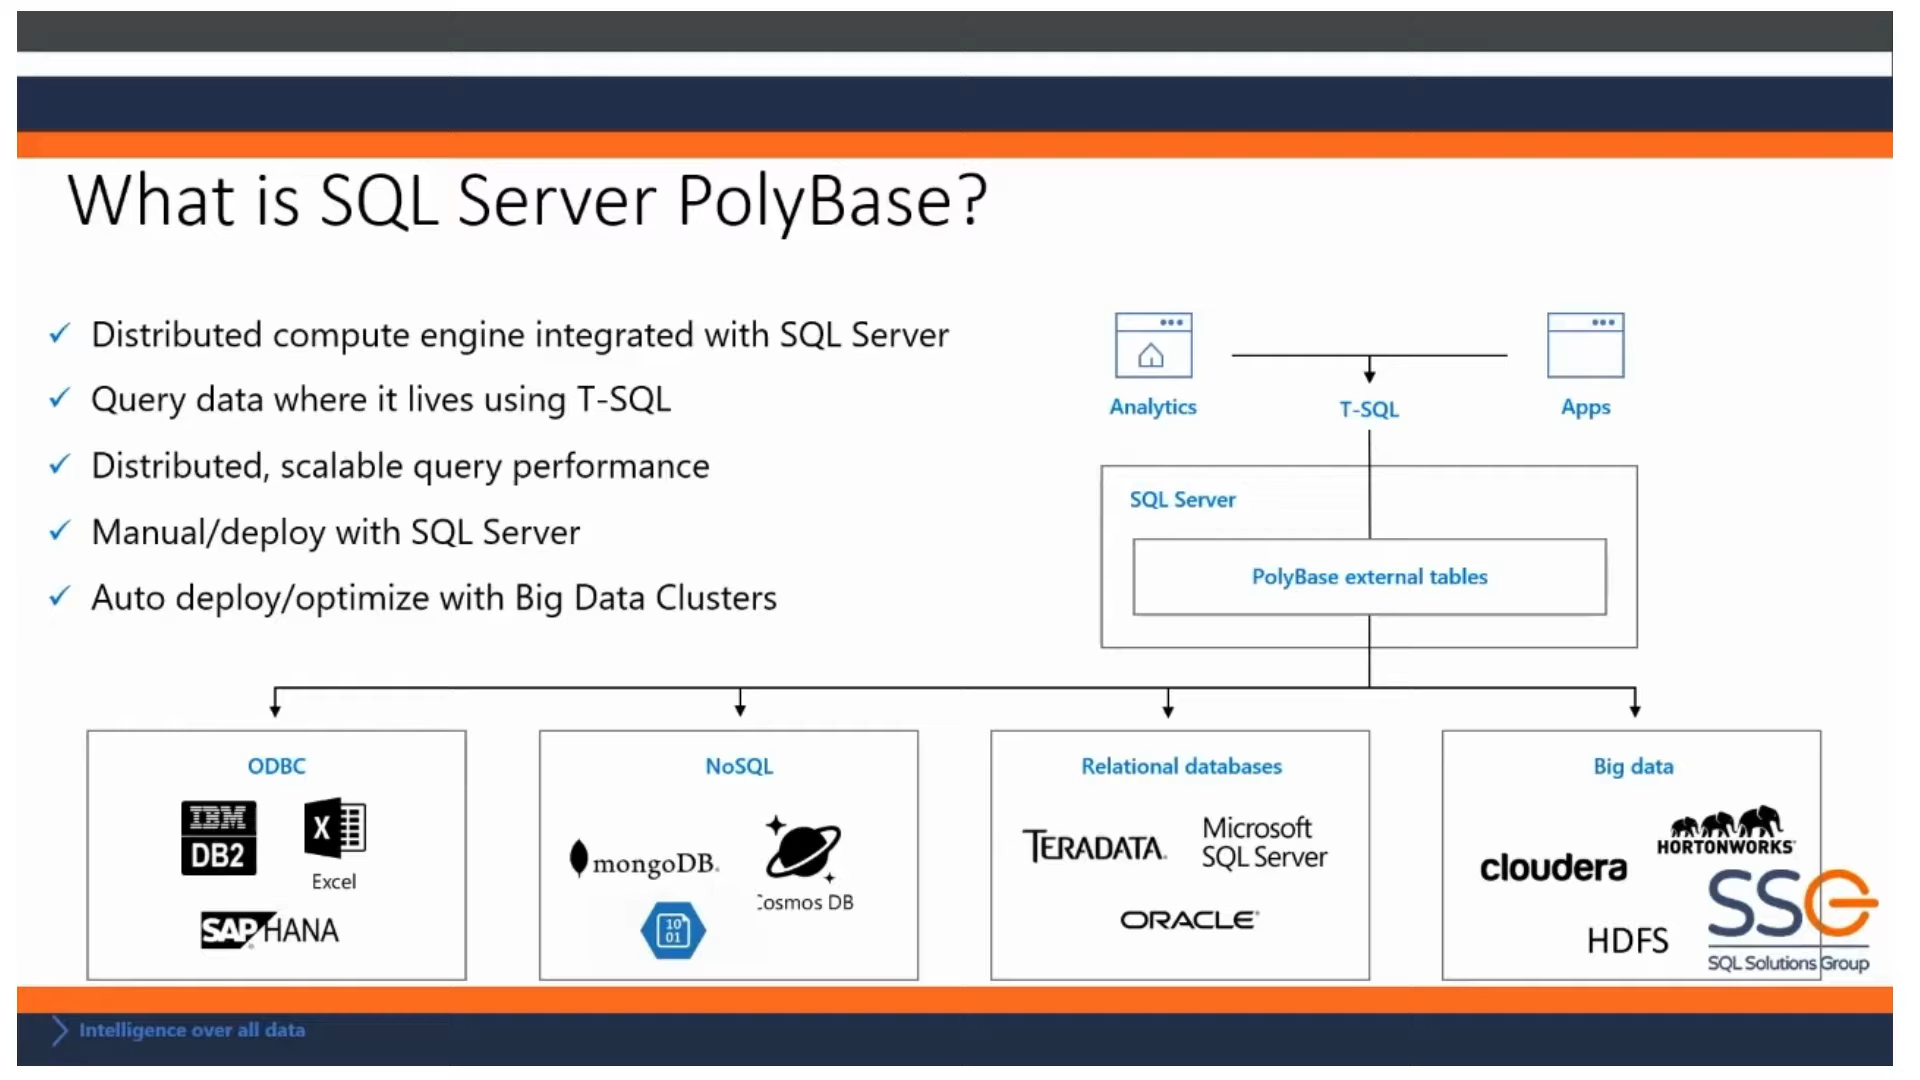 What is SQL Server PolyBase?
Distributed compute engine integrated with SQL Server
Query data where it lives using T-SQL
Distributed, scalable query performance
Manual/deploy with SQL Server
Auto deploy/optimize with Big Data Clusters
Analytics
T-SQL
Apps
SQL Server
PolyBase external tables
ODBC
IBM
DB2
X
Excel
SAP HANA
NoSQL
mongoDB
Cosmos DB
10
01
Relational databases
TERADATA
Microsoft
SQL Server
ORACLE
Big data
HORTONWORKS
cloudera
HDFS
SSG
SQL Solutions Group
Intelligence over all data